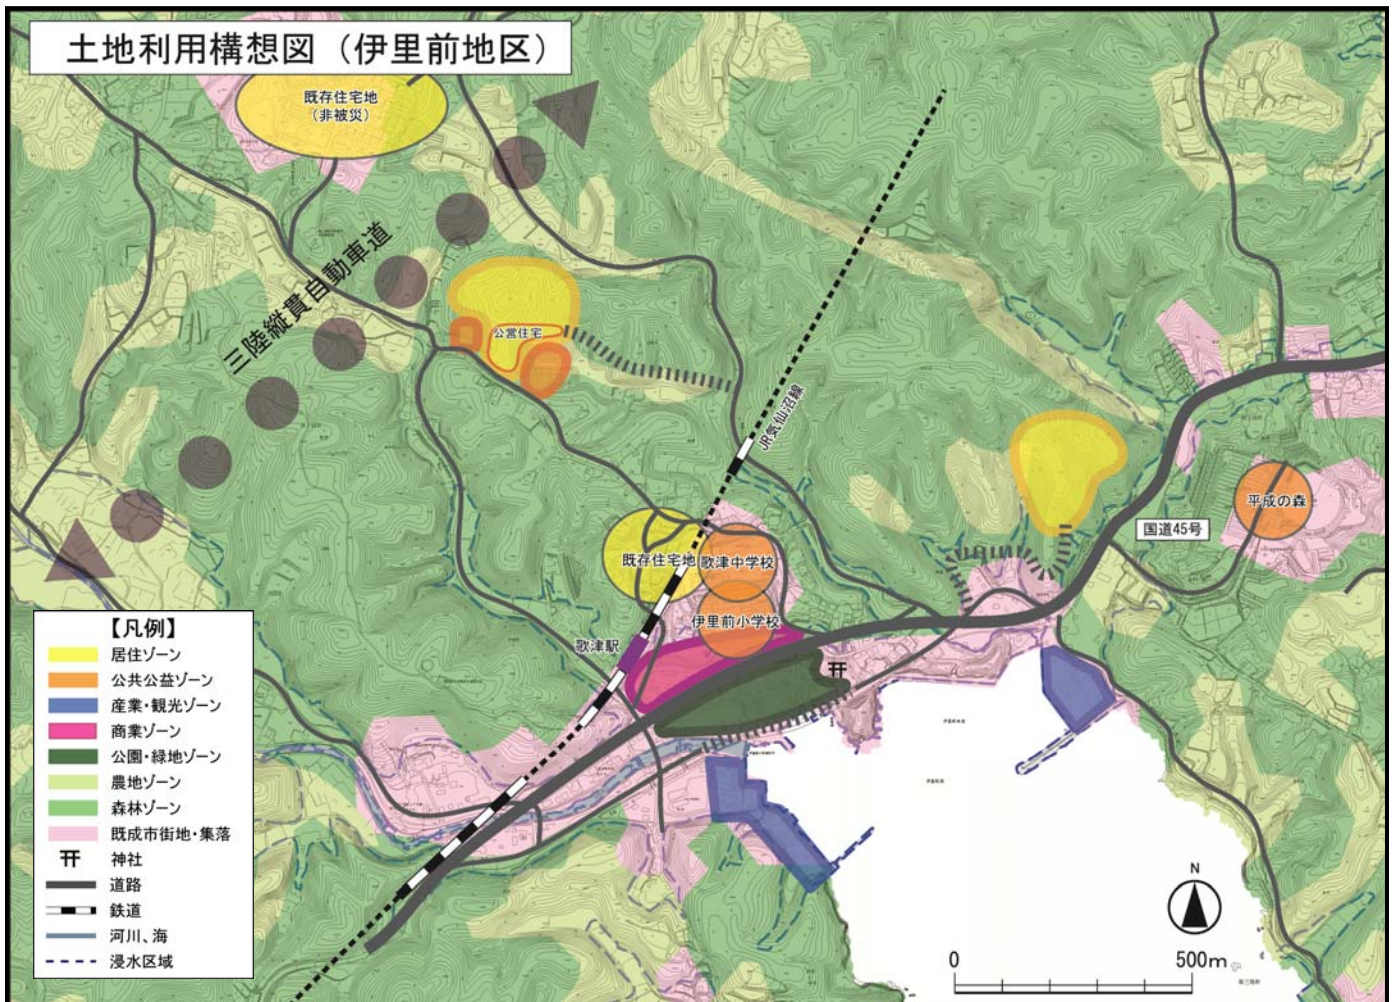 土地利用構想図（伊里前地区）
既存住宅地
（非被災）
三陸縦貫自動車道
公営住宅
JR気仙沼線
平成の森
国道45号
既存住宅地
歌津中学校
伊里前小学校
歌津駅
【凡例】
居住ゾーン
公共公益ゾーン
産業・観光ゾーン
商業ゾーン
公園・緑地ゾーン
農地ゾーン
森林ゾーン
既成市街地・集落
神社
道路
鉄道
河川、海
浸水区域
N
0
500m